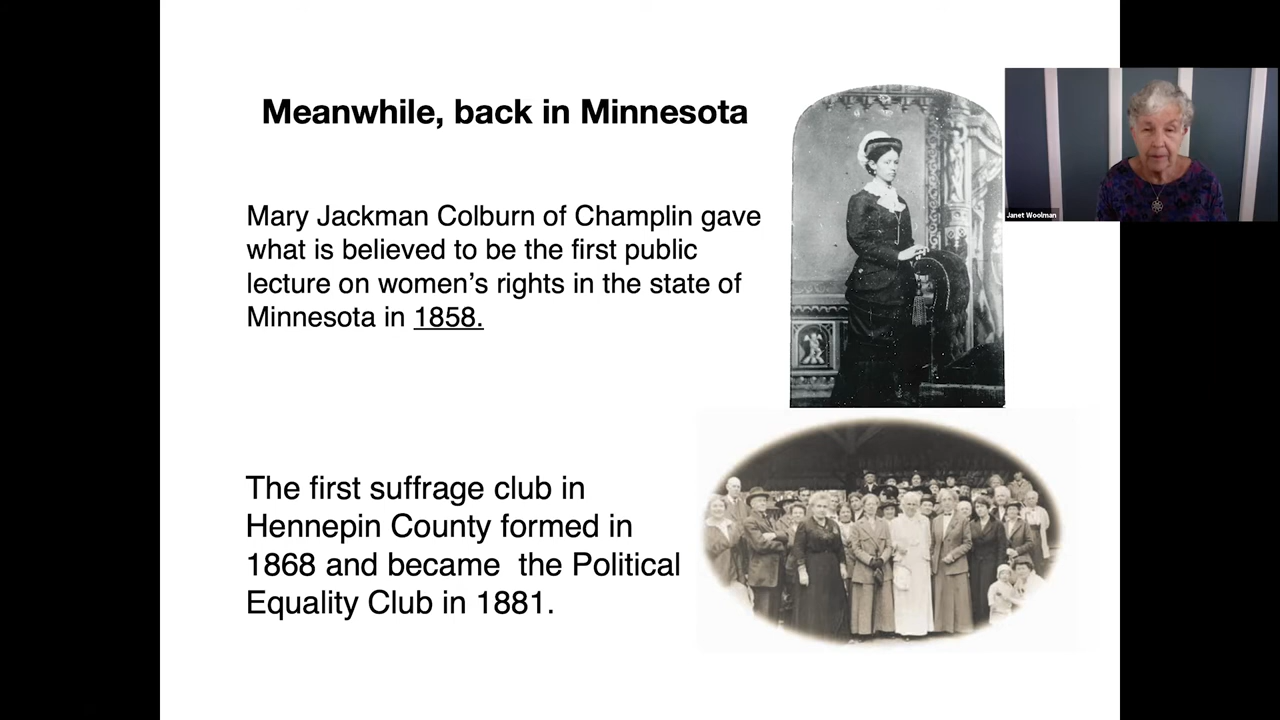 Meanwhile, back in Minnesota
Mary Jackman Colburn of Champlin gave
what is believed to be the first public
lecture on women’s rights in the state of
Minnesota in 1858.
Janet Woolman
The first suffrage club in
Hennepin County formed in
1868 and became  the Political
Equality Club in 1881.